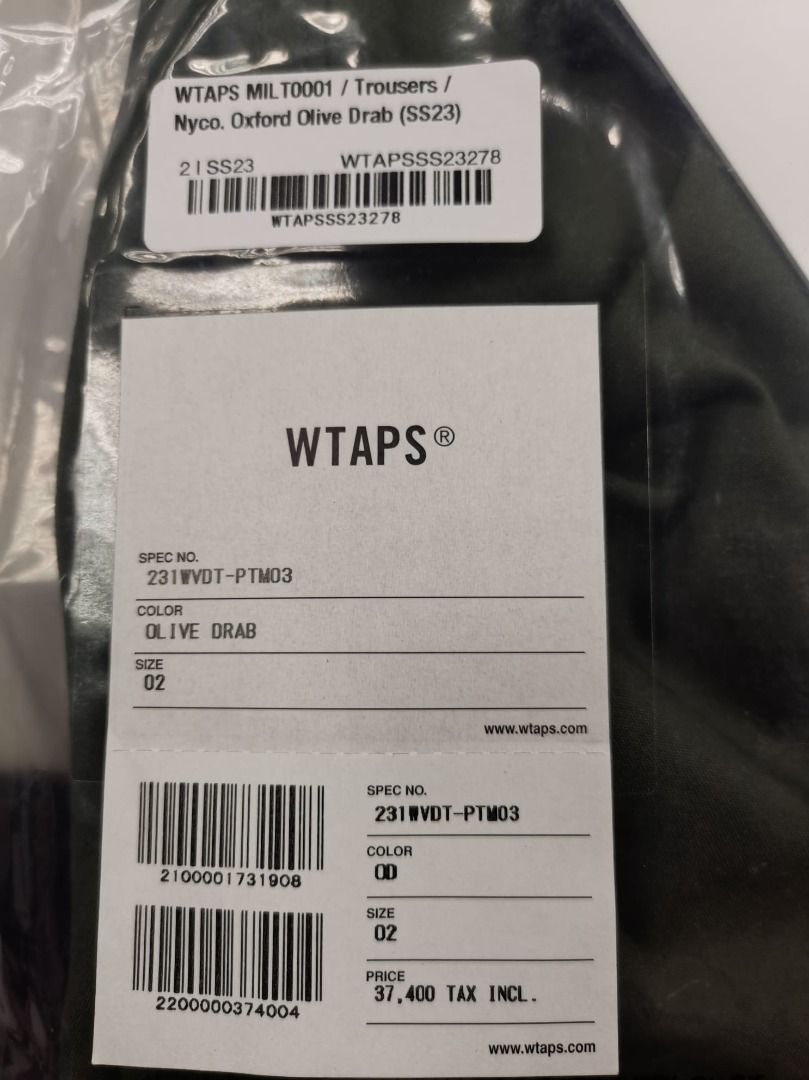 WTAPS MILT0001 / Trousers /
Nyco. Oxford Olive Drab (SS23)
2 | SS23 WTAPSSS23278
WTAPSSS23278
WTAPS®
SPEC NO.
231WVDT-PTM03
COLOR
OLIVE DRAB
SIZE
02
www.wtaps.com
2100001731908
2200000374004
SPEC NO.
231WVDT-PTM03
COLOR
OD
SIZE
02
PRICE
37,400 TAX INCL.
www.wtaps.com